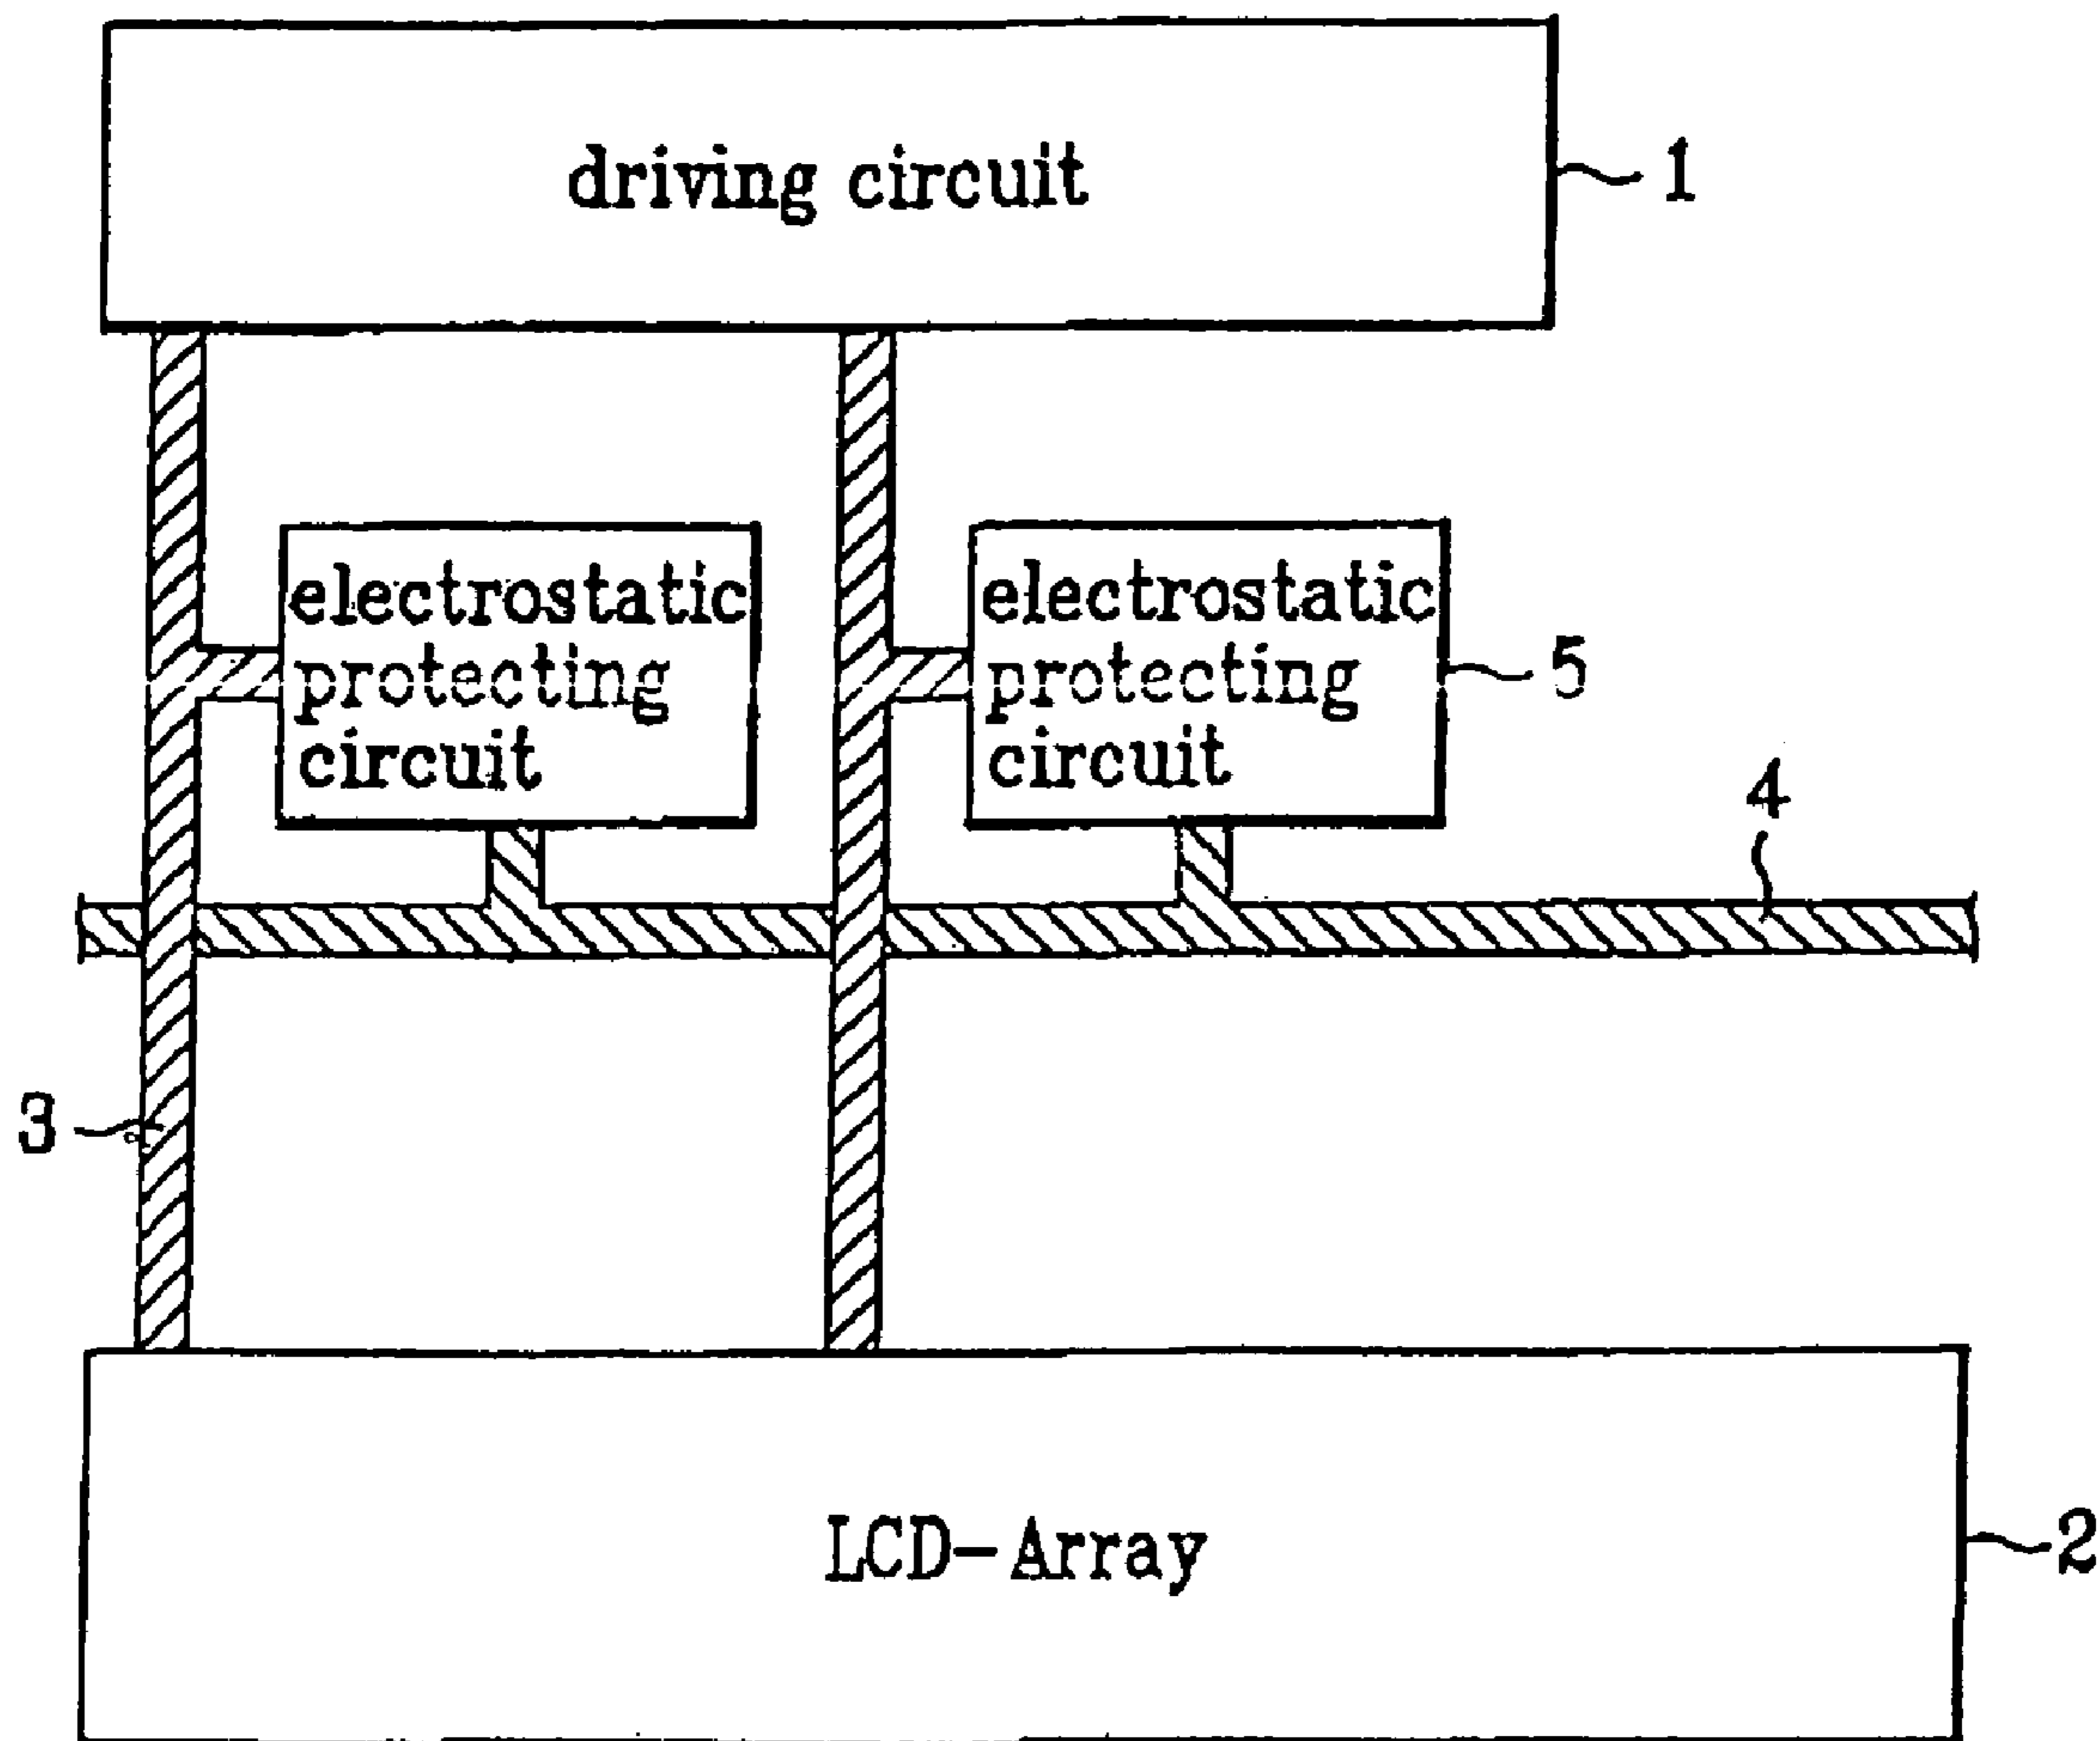 driving circuit
1
electrostatic
protecting
circuit
electrostatic
protecting
circuit
5
4
3
LCD-Array
2